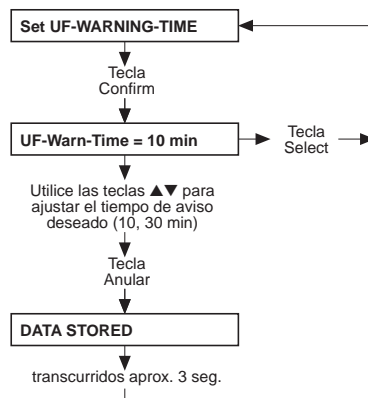 Set UF-WARNING-TIME
Tecla
Confirm
UF-Warn-Time = 10 min
Tecla
Select
Utilice las teclas ▲▼ para
ajustar el tiempo de aviso
deseado (10, 30 min)
Tecla
Anular
DATA STORED
transcurridos aprox. 3 seg.